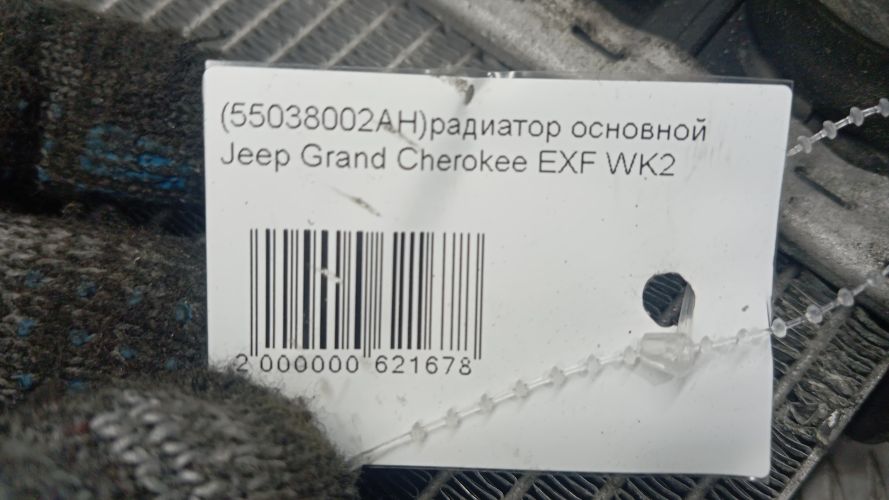 (55038002AH)радиатор основной
Jeep Grand Cherokee EXF WK2
2 000000 621678